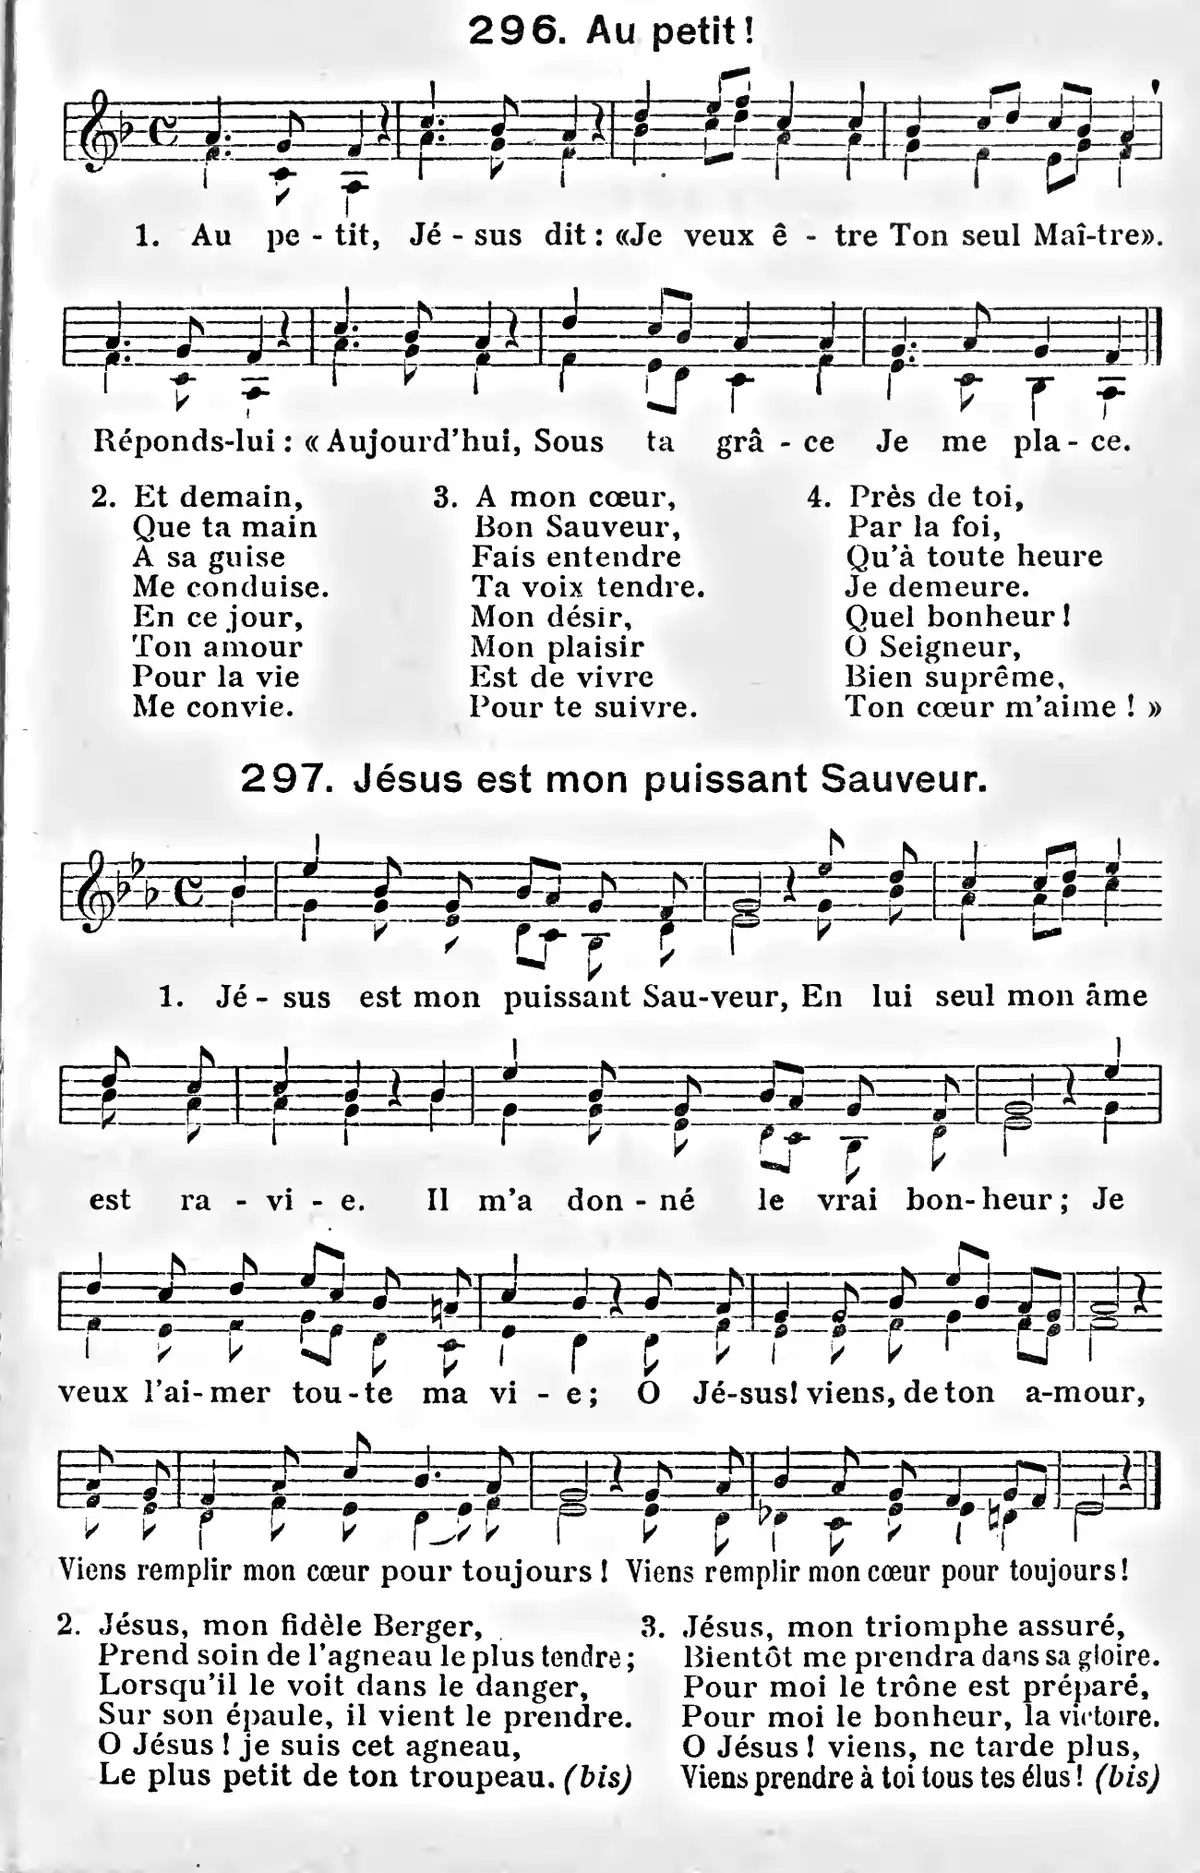 296. Au petit!
1. Au pe - tit, Jé - sus dit : «Je veux ê - tre Ton seul Maî-tre».
Réponds-lui : « Aujourd'hui, Sous ta grâ - ce Je me pla - ce.
2. Et demain,
Que ta main
A sa guise
Me conduise.
En ce jour,
Ton amour
Pour la vie
Me convie.
3. A mon cœur,
Bon Sauveur,
Fais entendre
Ta voix tendre.
Mon désir,
Mon plaisir
Est de vivre
Pour te suivre.
4. Près de toi,
Par la foi,
Qu'à toute heure
Je demeure.
Quel bonheur !
O Seigneur,
Bien suprême,
Ton cœur m'aime ! »
297. Jésus est mon puissant Sauveur.
1. Jé - sus est mon puissant Sau-veur, En lui seul mon âme
est ra - vi - e. Il m'a don - né le vrai bon-heur ; Je
veux l'ai-mer tou-te ma vi - e ; O Jé-sus! viens, de ton a-mour,
Viens remplir mon cœur pour toujours ! Viens remplir mon cœur pour toujours !
2. Jésus, mon fidèle Berger,
Prend soin de l'agneau le plus tendre ;
Lorsqu'il le voit dans le danger,
Sur son épaule, il vient le prendre.
O Jésus ! je suis cet agneau,
Le plus petit de ton troupeau. (bis)
3. Jésus, mon triomphe assuré,
Bientôt me prendra dans sa gloire.
Pour moi le trône est préparé,
Pour moi le bonheur, la victoire.
O Jésus ! viens, ne tarde plus,
Viens prendre à toi tous tes élus ! (bis)